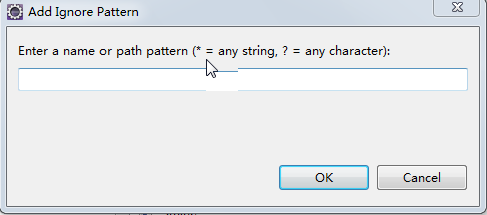 Add Ignore Pattern
Enter a name or path pattern (* = any string, ? = any character):
OK
Cancel